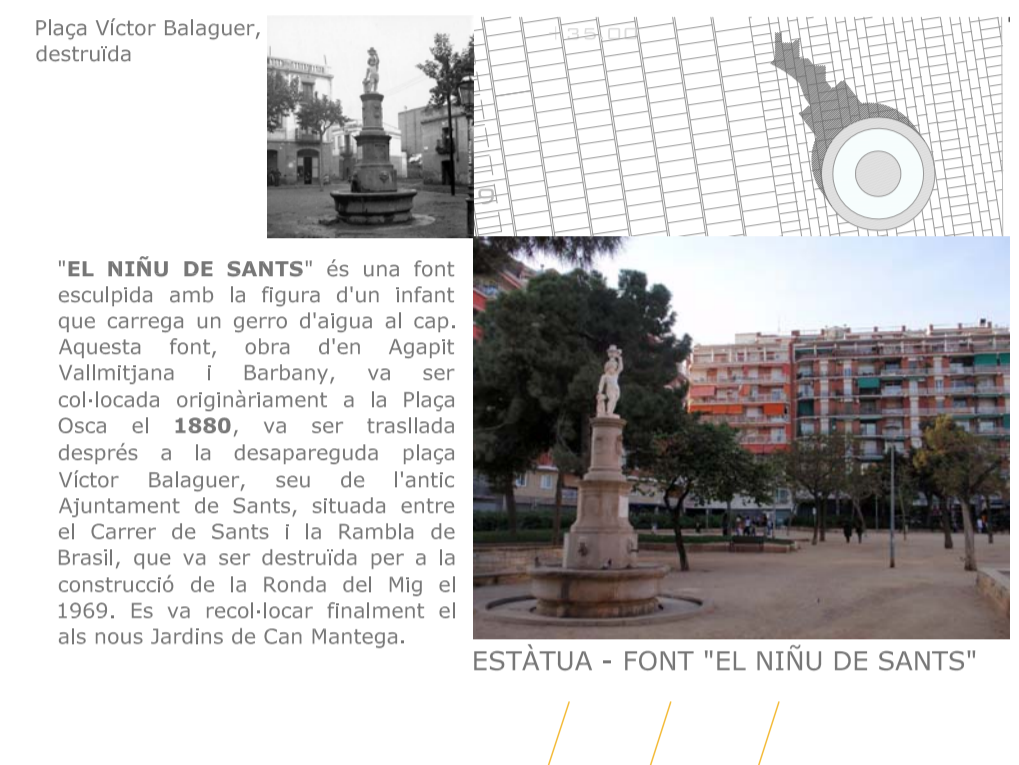 Plaça Víctor Balaguer,
destruïda
135.00
9
"EL NIÑU DE SANTS" és una font
esculpida amb la figura d'un infant
que carrega un gerro d'aigua al cap.
Aquesta font, obra d'en Agapit
Vallmitjana i Barbany, va ser
col·locada originàriament a la Plaça
Osca el 1880, va ser trasllada
després a la desapareguda plaça
Víctor Balaguer, seu de l'antic
Ajuntament de Sants, situada entre
el Carrer de Sants i la Rambla de
Brasil, que va ser destruïda per a la
construcció de la Ronda del Mig el
1969. Es va recol·locar finalment el
als nous Jardins de Can Mantega.
ESTÀTUA - FONT "EL NIÑU DE SANTS"